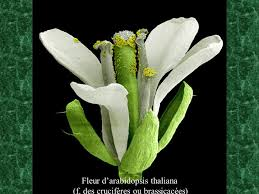 Fleur d'arabidopsis thaliana
(f. des crucifères ou brassicacées)